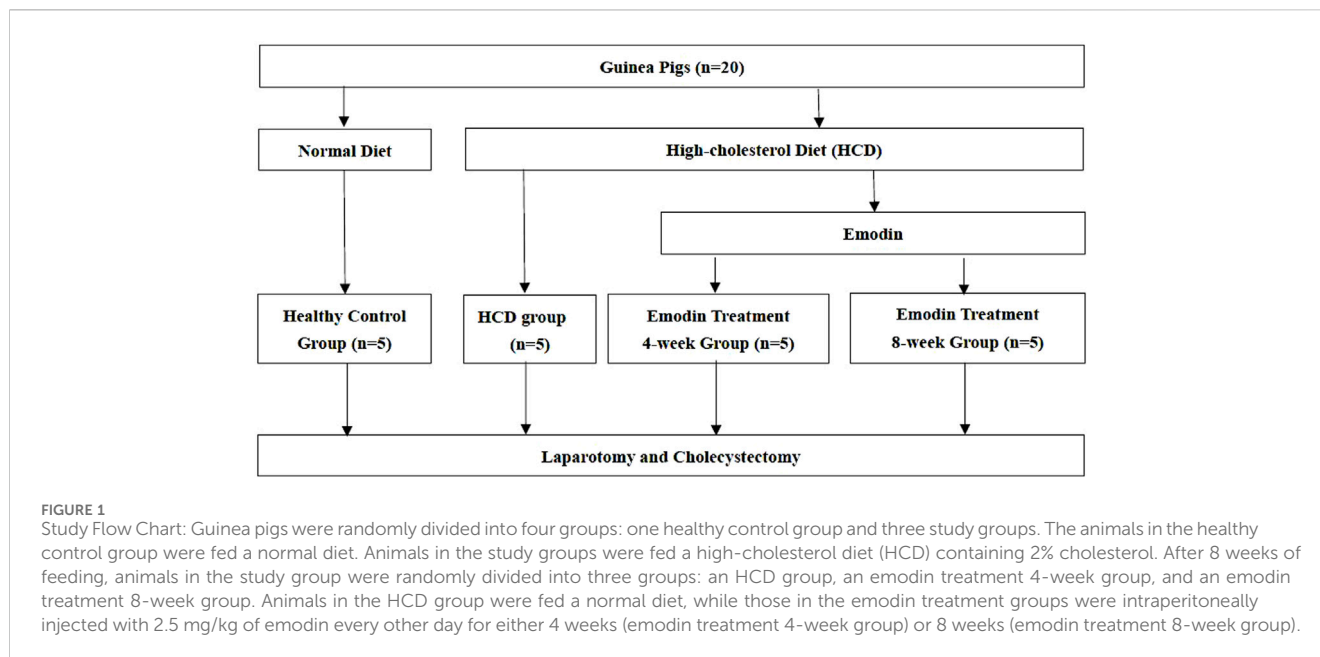 Guinea Pigs (n=20)
Normal Diet
High-cholesterol Diet (HCD)
Emodin
Healthy Control
Group (n=5)
HCD group
(n=5)
Emodin Treatment
4-week Group (n=5)
Emodin Treatment
8-week Group (n=5)
Laparotomy and Cholecystectomy
FIGURE 1
Study Flow Chart: Guinea pigs were randomly divided into four groups: one healthy control group and three study groups. The animals in the healthy
control group were fed a normal diet. Animals in the study groups were fed a high-cholesterol diet (HCD) containing 2% cholesterol. After 8 weeks of
feeding, animals in the study group were randomly divided into three groups: an HCD group, an emodin treatment 4-week group, and an emodin
treatment 8-week group. Animals in the HCD group were fed a normal diet, while those in the emodin treatment groups were intraperitoneally
injected with 2.5 mg/kg of emodin every other day for either 4 weeks (emodin treatment 4-week group) or 8 weeks (emodin treatment 8-week group).